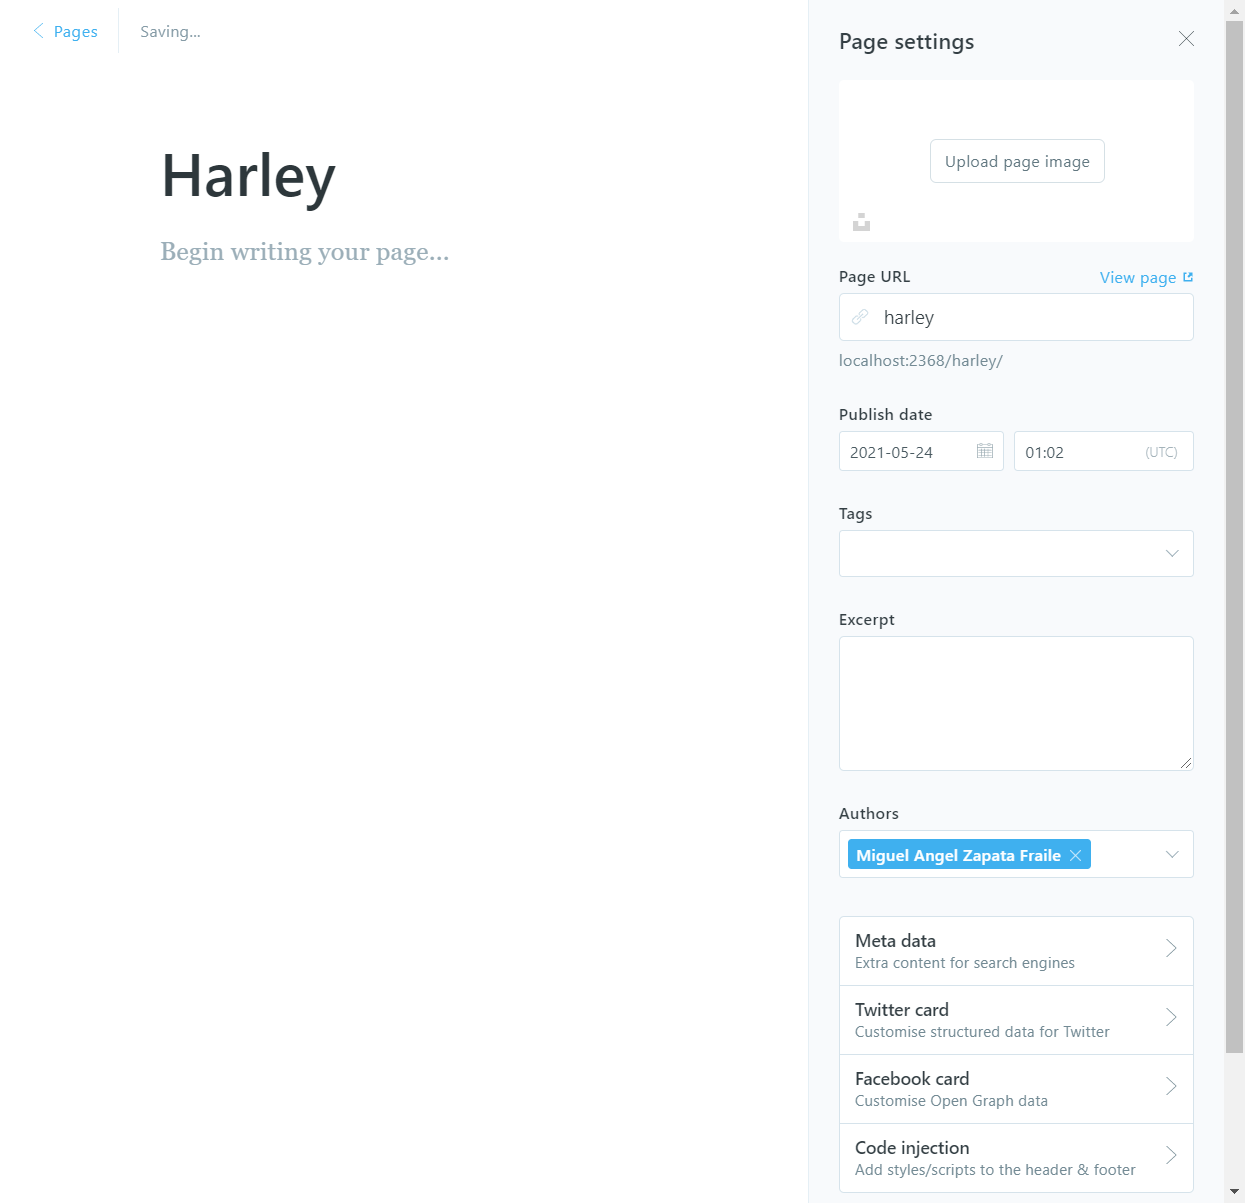 Pages
Saving...
Harley
Begin writing your page...
Page settings
Upload page image
Page URL
View page
harley
localhost:2368/harley/
Publish date
2021-05-24
01:02
(UTC)
Tags
Excerpt
Authors
Miguel Angel Zapata Fraile
Meta data
Extra content for search engines
Twitter card
Customise structured data for Twitter
Facebook card
Customise Open Graph data
Code injection
Add styles/scripts to the header & footer